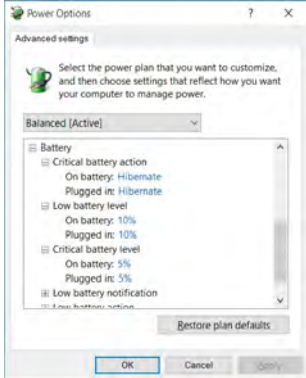 Power Options
?
Advanced settings
Select the power plan that you want to customize,
and then choose settings that reflect how you want
your computer to manage power.
Balanced [Active]
Battery
Critical battery action
On battery: Hibernate
Plugged in: Hibernate
Low battery level
On battery: 10%
Plugged in: 10%
Critical battery level
On battery: 5%
Plugged in: 5%
Low battery notification
Low battery action
Restore plan defaults
OK
Cancel
Apply